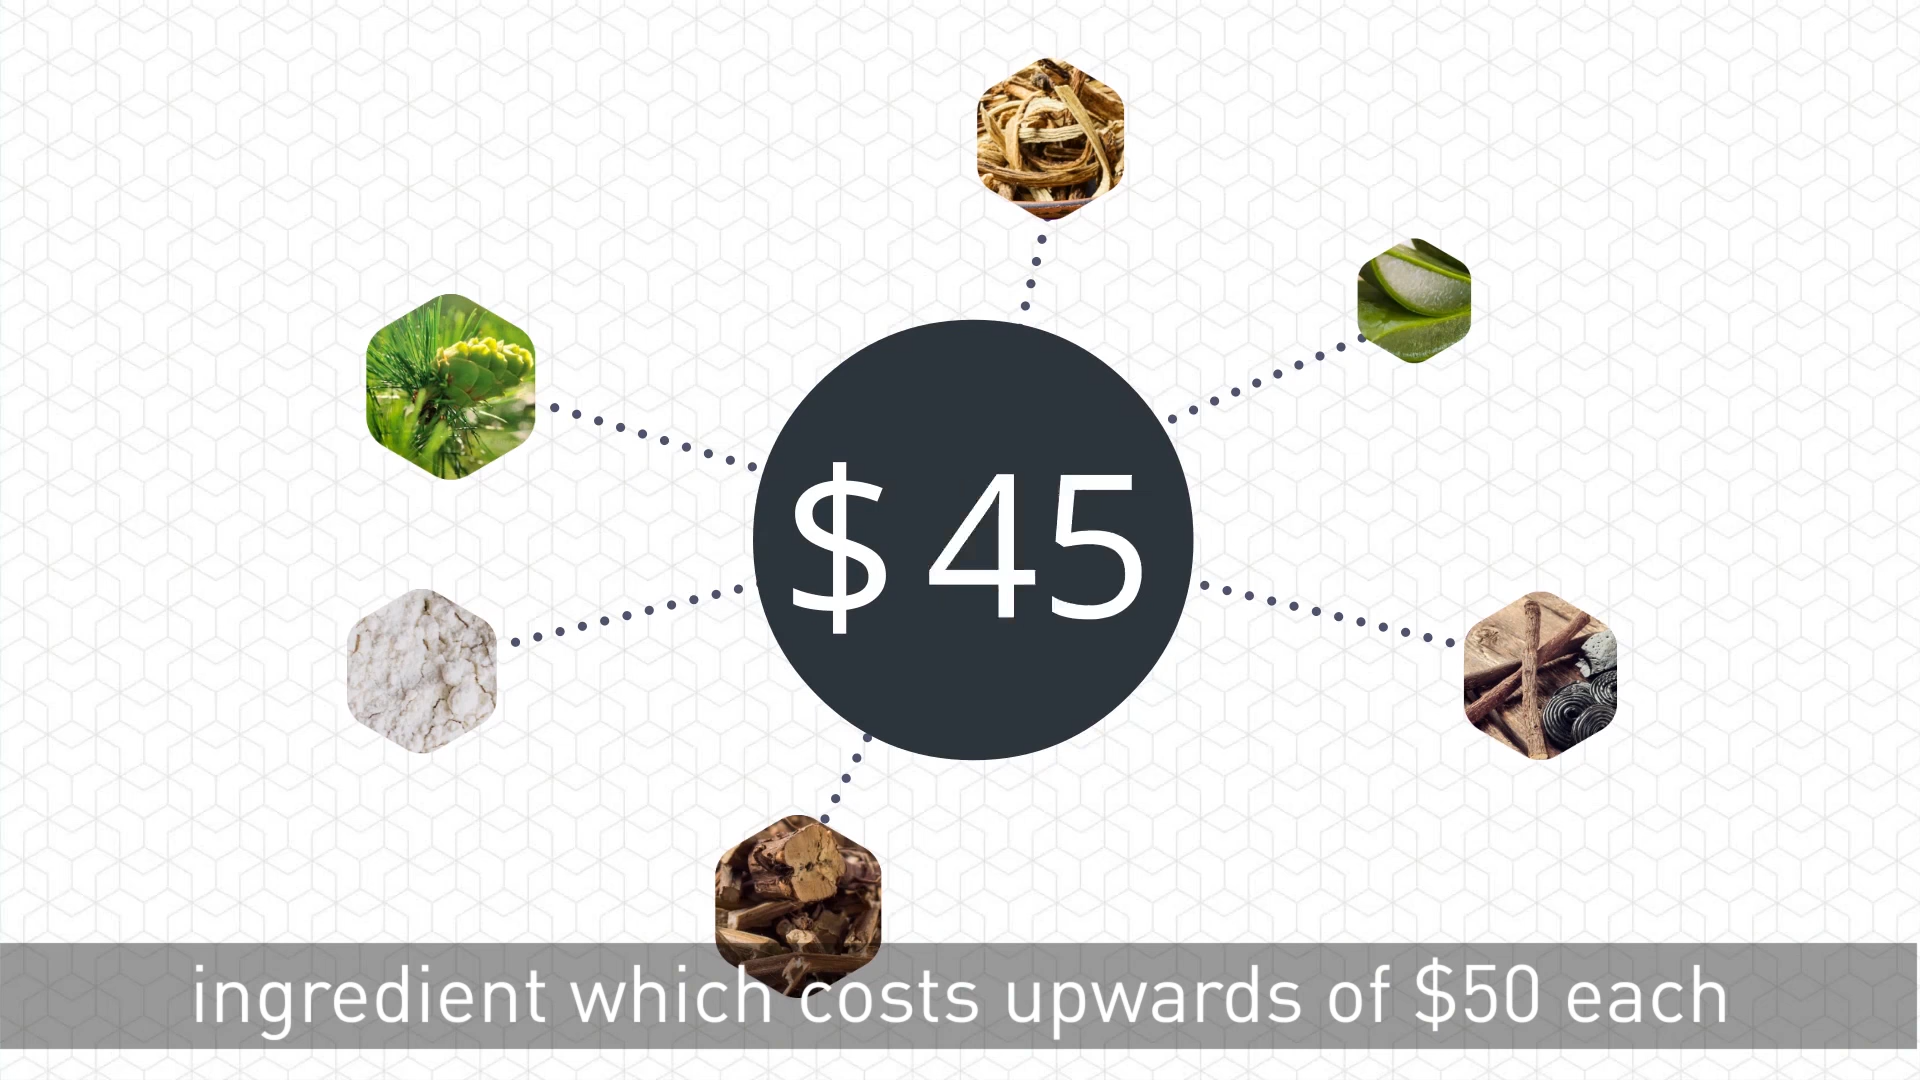 $ 45
ingredient which costs upwards of $50 each